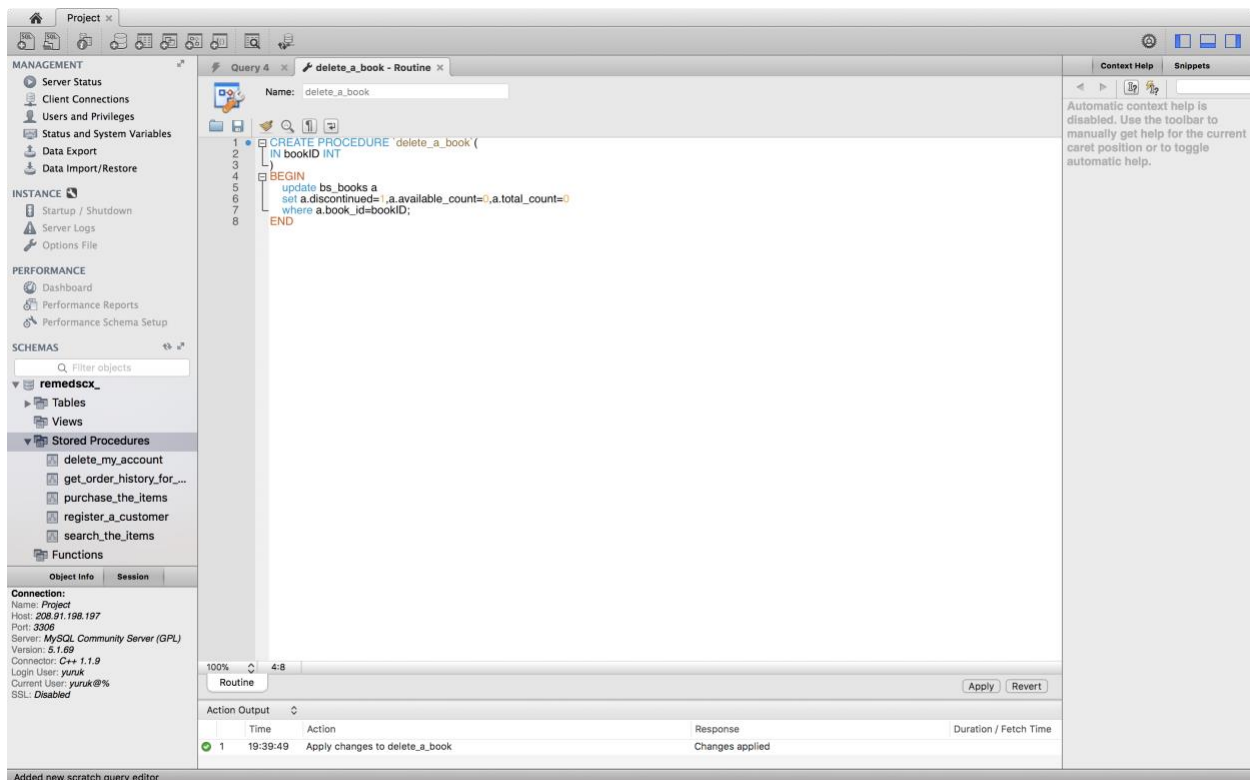 Project ×
MANAGEMENT
Server Status
Client Connections
Users and Privileges
Status and System Variables
Data Export
Data Import/Restore
INSTANCE
Startup / Shutdown
Server Logs
Options File
PERFORMANCE
Dashboard
Performance Reports
Performance Schema Setup
SCHEMAS
Filter objects
remedscx_
Tables
Views
Stored Procedures
delete_my_account
get_order_history_for_...
purchase_the_items
register_a_customer
search_the_items
Functions
Object Info Session
Connection:
Name: Project
Host: 208.91.198.197
Port: 3306
Server: MySQL Community Server (GPL)
Version: 5.1.69
Connector: C++ 1.1.9
Login User: yuruk
Current User: yuruk@%
SSL: Disabled
Query 4 × delete_a_book - Routine ×
Name: delete_a_book
1 CREATE PROCEDURE `delete_a_book`(
2 IN bookID INT
3 )
4 BEGIN
5 update bs_books a
6 set a.discontinued=1,a.available_count=0,a.total_count=0
7 where a.book_id=bookID;
8 END
100% 4:8
Routine
Apply Revert
Action Output
Time Action Response Duration / Fetch Time
1 19:39:49 Apply changes to delete_a_book Changes applied
Context Help Snippets
Automatic context help is
disabled. Use the toolbar to
manually get help for the current
caret position or to toggle
automatic help.
Added new scratch query editor